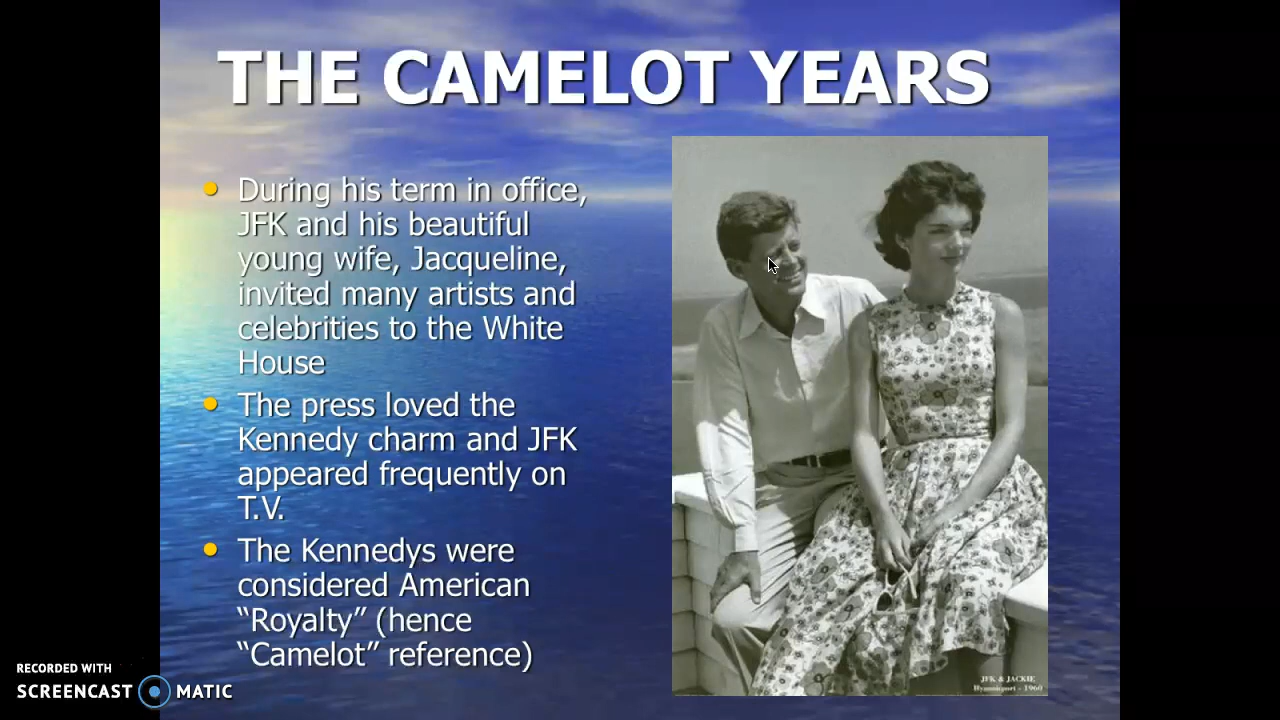 THE CAMELOT YEARS
• During his term in office,
JFK and his beautiful
young wife, Jacqueline,
invited many artists and
celebrities to the White
House
• The press loved the
Kennedy charm and JFK
appeared frequently on
T.V.
• The Kennedys were
considered American
“Royalty” (hence
“Camelot” reference)
JFK & JACKIE
Hyannisport - 1960
RECORDED WITH
SCREENCAST MATIC